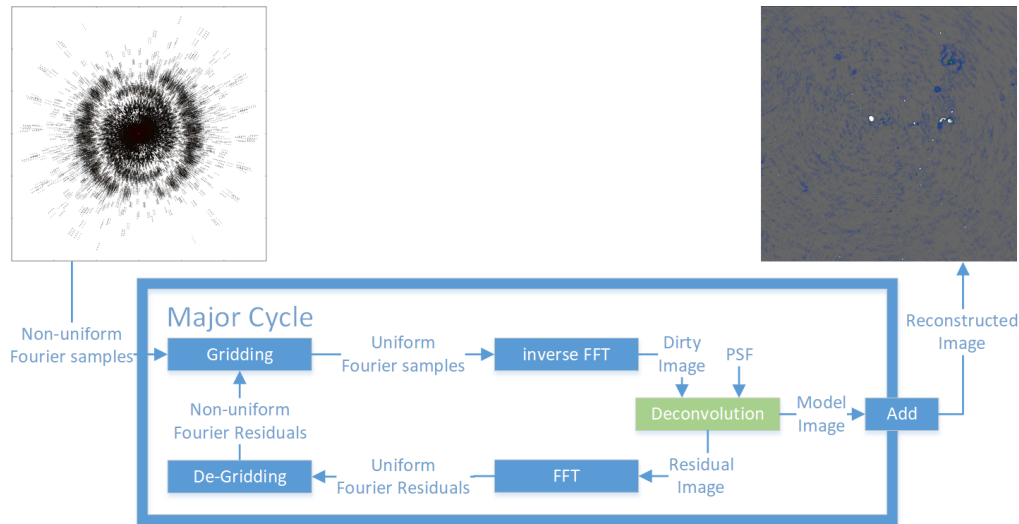 Major Cycle
Non-uniform
Fourier samples
Gridding
Uniform
Fourier samples
inverse FFT
Dirty
Image
PSF
Reconstructed
Image
Non-uniform
Fourier Residuals
Deconvolution
Model
Image
Add
De-Gridding
Uniform
Fourier Residuals
FFT
Residual
Image